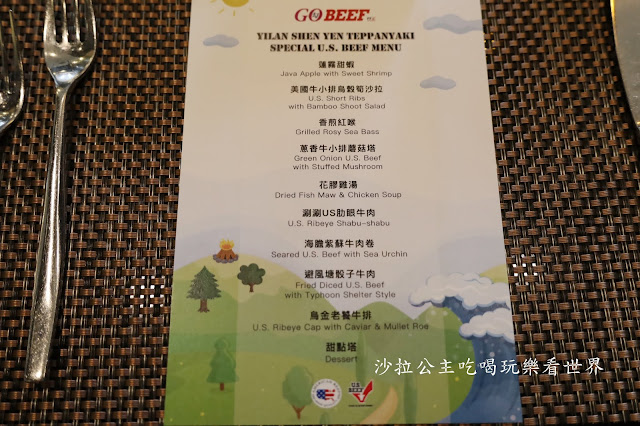 GO BEEF
YILAN SHEN YEN TEPPANYAKI
SPECIAL U.S. BEEF MENU
蓮霧甜蝦
Java Apple with Sweet Shrimp
美國牛小排烏殼筍沙拉
U.S. Short Ribs
with Bamboo Shoot Salad
香煎紅喉
Grilled Rosy Sea Bass
蔥香牛小排蘑菇塔
Green Onion U.S. Beef
with Stuffed Mushroom
花膠雞湯
Dried Fish Maw & Chicken Soup
涮涮US肋眼牛肉
U.S. Ribeye Shabu-shabu
海膽紫蘇牛肉卷
Seared U.S. Beef with Sea Urchin
避風塘骰子牛肉
Fried Diced U.S. Beef
with Typhoon Shelter Style
烏金老饕牛排
U.S. Ribeye Cap with Caviar & Mullet Roe
甜點塔
Dessert
沙拉公主吃喝玩樂看世界
U.S.
BEEF